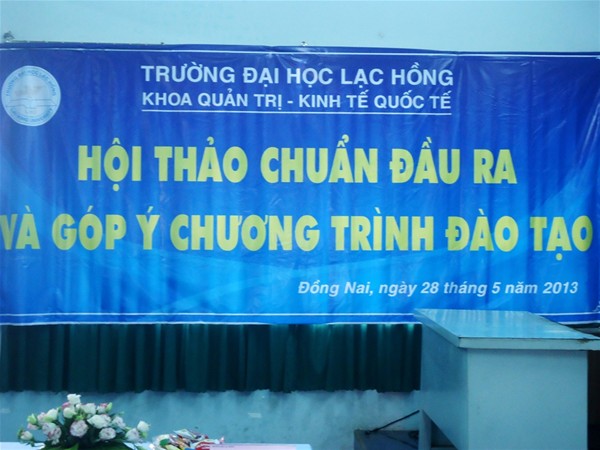 TRƯỜNG ĐẠI HỌC LẠC HỒNG
KHOA QUẢN TRỊ - KINH TẾ QUỐC TẾ
HỘI THẢO CHUẨN ĐẦU RA
VÀ GÓP Ý CHƯƠNG TRÌNH ĐÀO TẠO
Đồng Nai, ngày 28 tháng 5 năm 2013